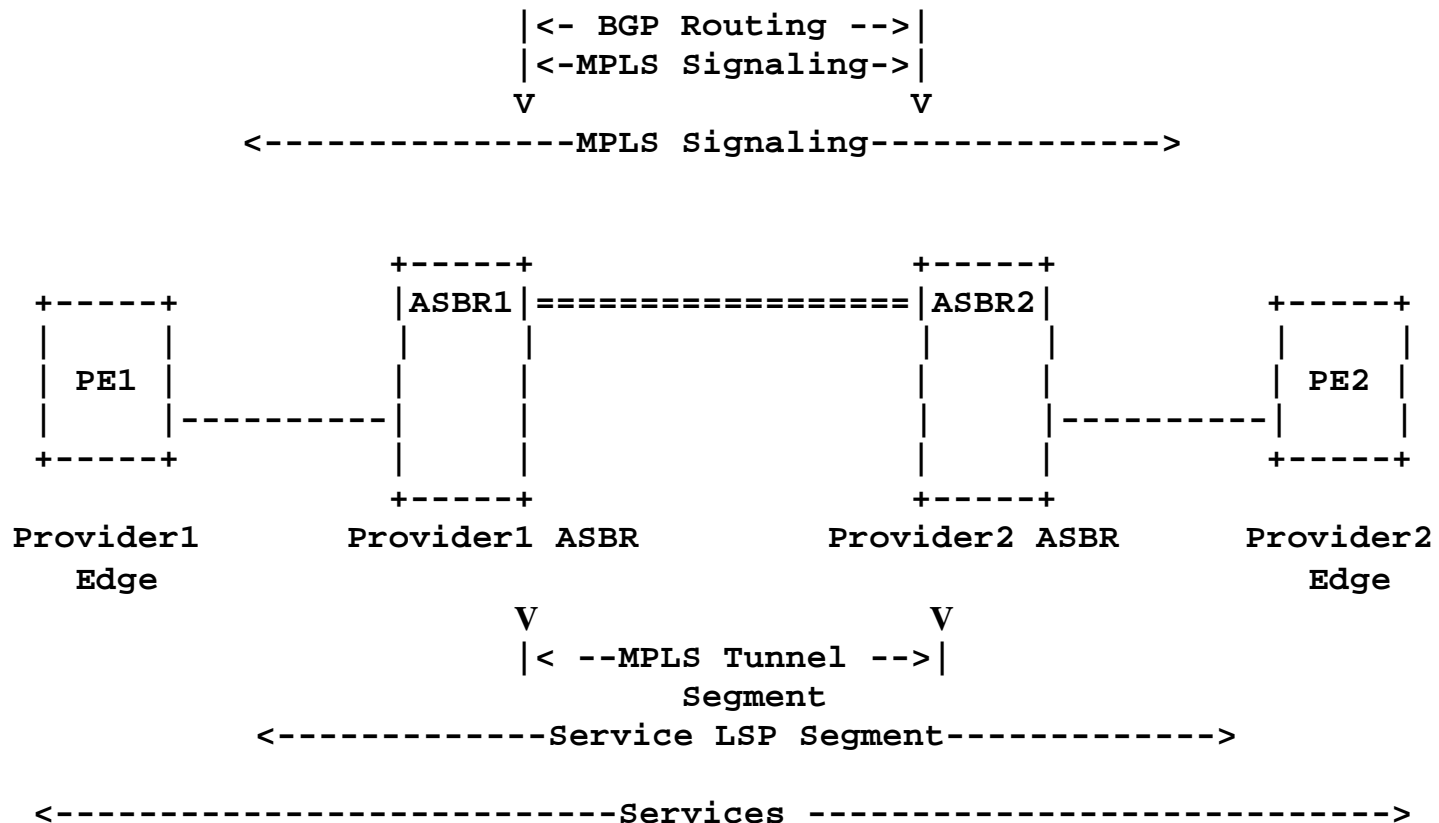 |<- BGP Routing -->|
|<-MPLS Signaling->|
V V
<---------------MPLS Signaling-------------->
+-----+ +-----+
+-----+ |ASBR1|==================|ASBR2| +-----+
| | | | | | | |
| PE1 | | | | | | PE2 |
| |----------| | | |----------| |
+-----+ | | | | +-----+
+-----+ +-----+
Provider1 Provider1 ASBR Provider2 ASBR Provider2
Edge Edge
V V
|< --MPLS Tunnel -->|
Segment
<-------------Service LSP Segment------------->
<---------------------------Services ---------------------------->